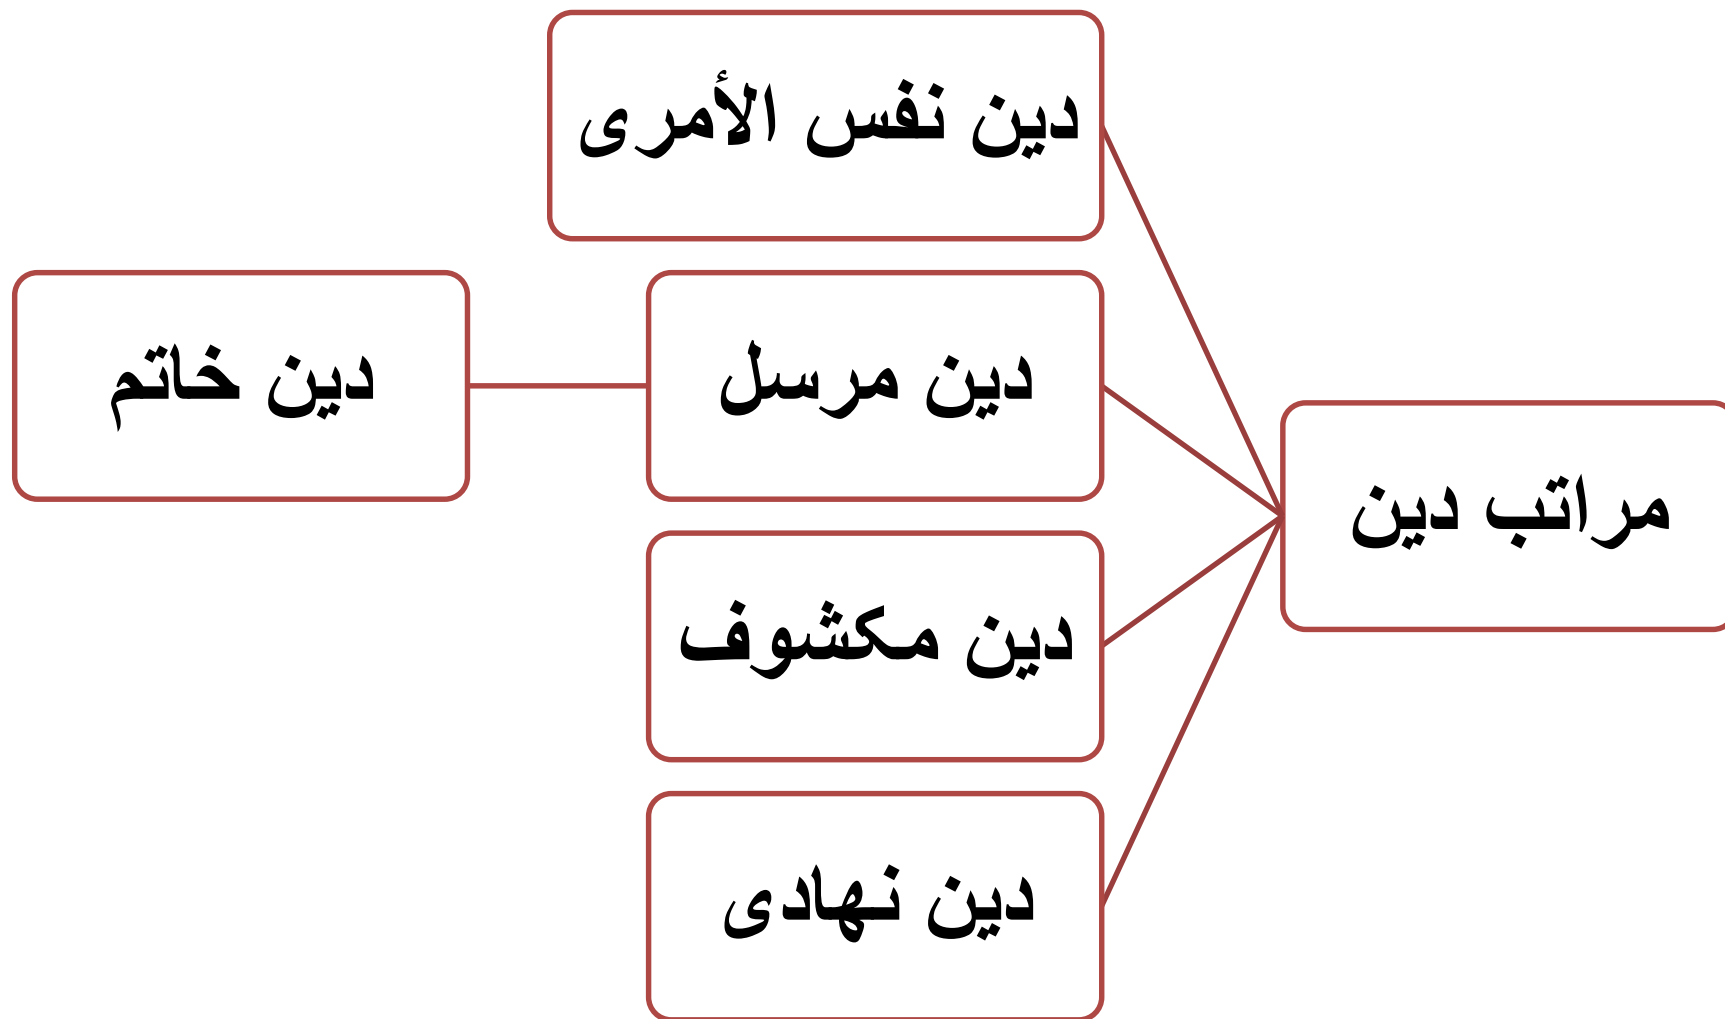 مراتب دین
دین نفس الأمری
دین مرسل
دین خاتم
دین مکشوف
دین نهادی